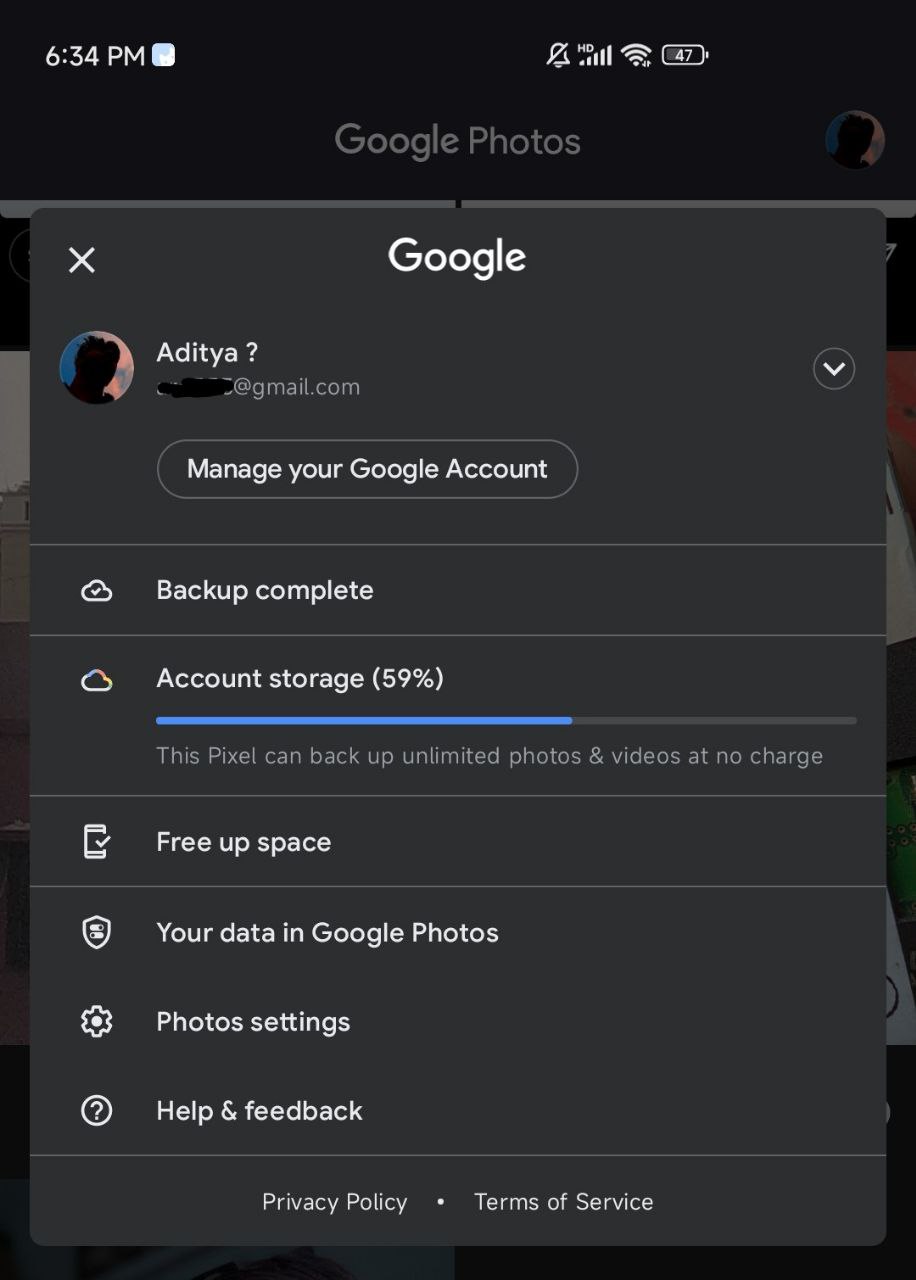 6:34 PM
HD
47
Google Photos
Google
Aditya ?
@gmail.com
Manage your Google Account
Backup complete
Account storage (59%)
This Pixel can back up unlimited photos & videos at no charge
Free up space
Your data in Google Photos
Photos settings
Help & feedback
Privacy Policy • Terms of Service